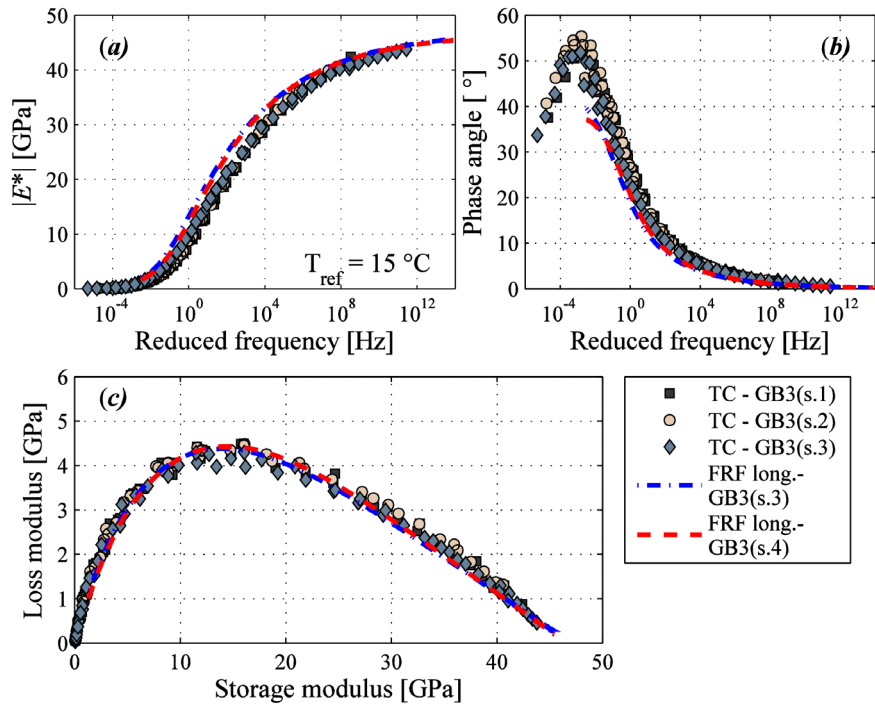 50
40
30
20
10
0
|E*| [GPa]
(a)
T_ref = 15 °C
10^-4 10^0 10^4 10^8 10^12
Reduced frequency [Hz]
60
50
40
30
20
10
0
Phase angle [ °]
(b)
10^-4 10^0 10^4 10^8 10^12
Reduced frequency [Hz]
6
5
4
3
2
1
0
Loss modulus [GPa]
(c)
0 10 20 30 40 50
Storage modulus [GPa]
TC - GB3(s.1)
TC - GB3(s.2)
TC - GB3(s.3)
FRF long.-
GB3(s.3)
FRF long.-
GB3(s.4)